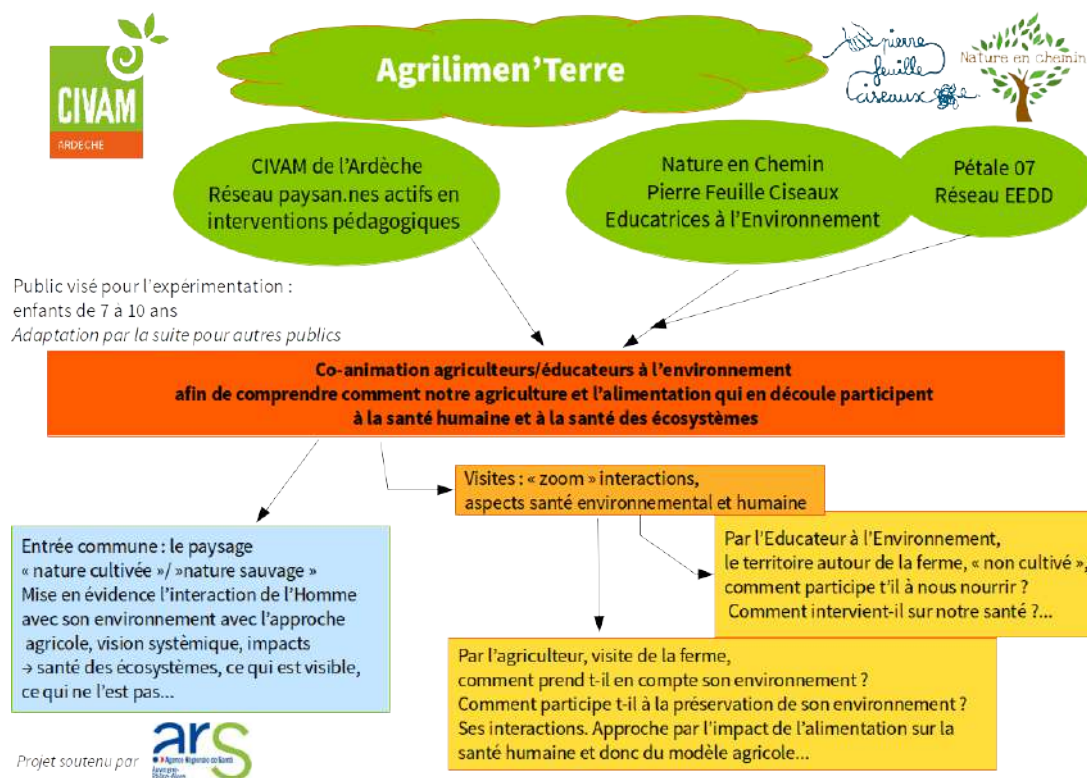 CIVAM
ARDECHE
Agrilimen'Terre
pierre
feuille
Ciseaux
Nature en chemin
CIVAM de l'Ardèche
Réseau paysan.nes actifs en
interventions pédagogiques
Nature en Chemin
Pierre Feuille Ciseaux
Educatrices à l'Environnement
Pétale 07
Réseau EEDD
Public visé pour l'expérimentation :
enfants de 7 à 10 ans
Adaptation par la suite pour autres publics
Co-animation agriculteurs/éducateurs à l'environnement
afin de comprendre comment notre agriculture et l'alimentation qui en découle participent
à la santé humaine et à la santé des écosystèmes
Visites : « zoom » interactions,
aspects santé environnemental et humaine
Entrée commune : le paysage
« nature cultivée »/ »nature sauvage »
Mise en évidence l'interaction de l'Homme
avec son environnement avec l'approche
agricole, vision systèmique, impacts
→ santé des écosystèmes, ce qui est visible,
ce qui ne l'est pas...
Par l'Educateur à l'Environnement,
le territoire autour de la ferme, « non cultivé »,
comment participe t'il à nous nourrir ?
Comment intervient-il sur notre santé ?...
Par l'agriculteur, visite de la ferme,
comment prend t-il en compte son environnement ?
Comment participe t-il à la préservation de son environnement ?
Ses interactions. Approche par l'impact de l'alimentation sur la
santé humaine et donc du modèle agricole...
Projet soutenu par
ars
Agence Régionale de Santé
Auvergne-
Rhône-Alpes